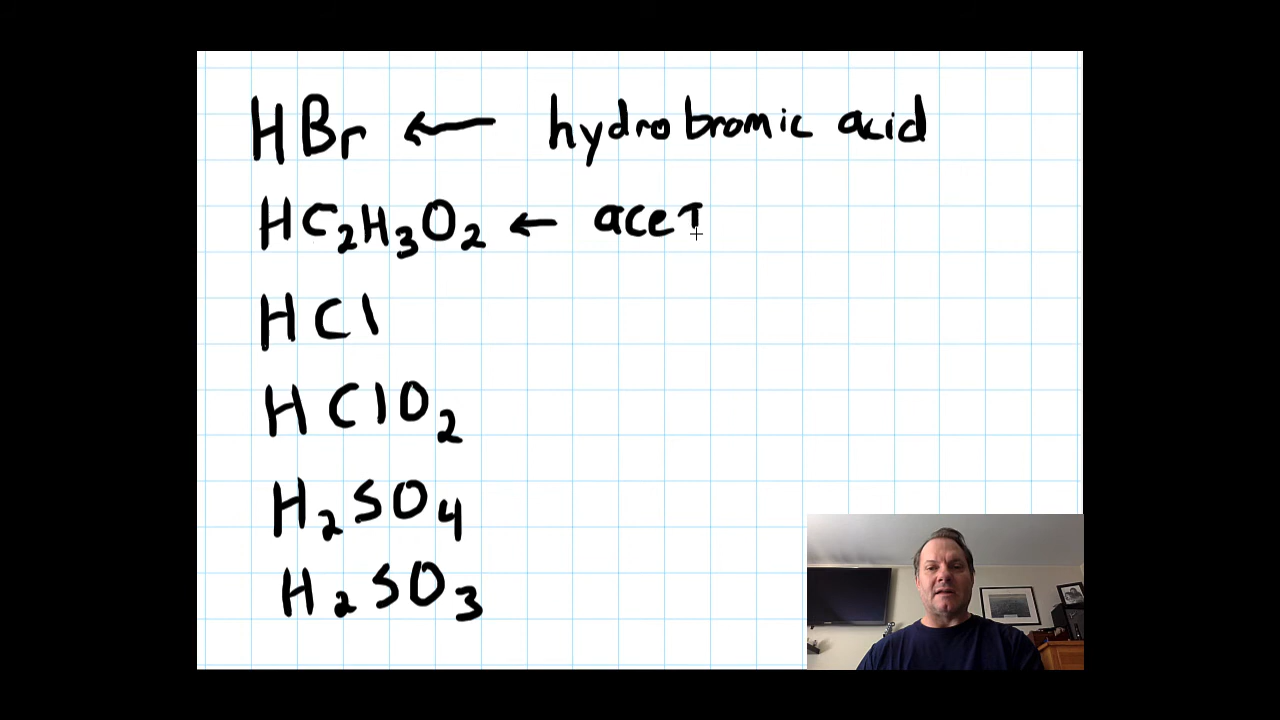 HBr ← hydrobromic acid
HC₂H₃O₂ ← acet
HCl
HClO₂
H₂SO₄
H₂SO₃